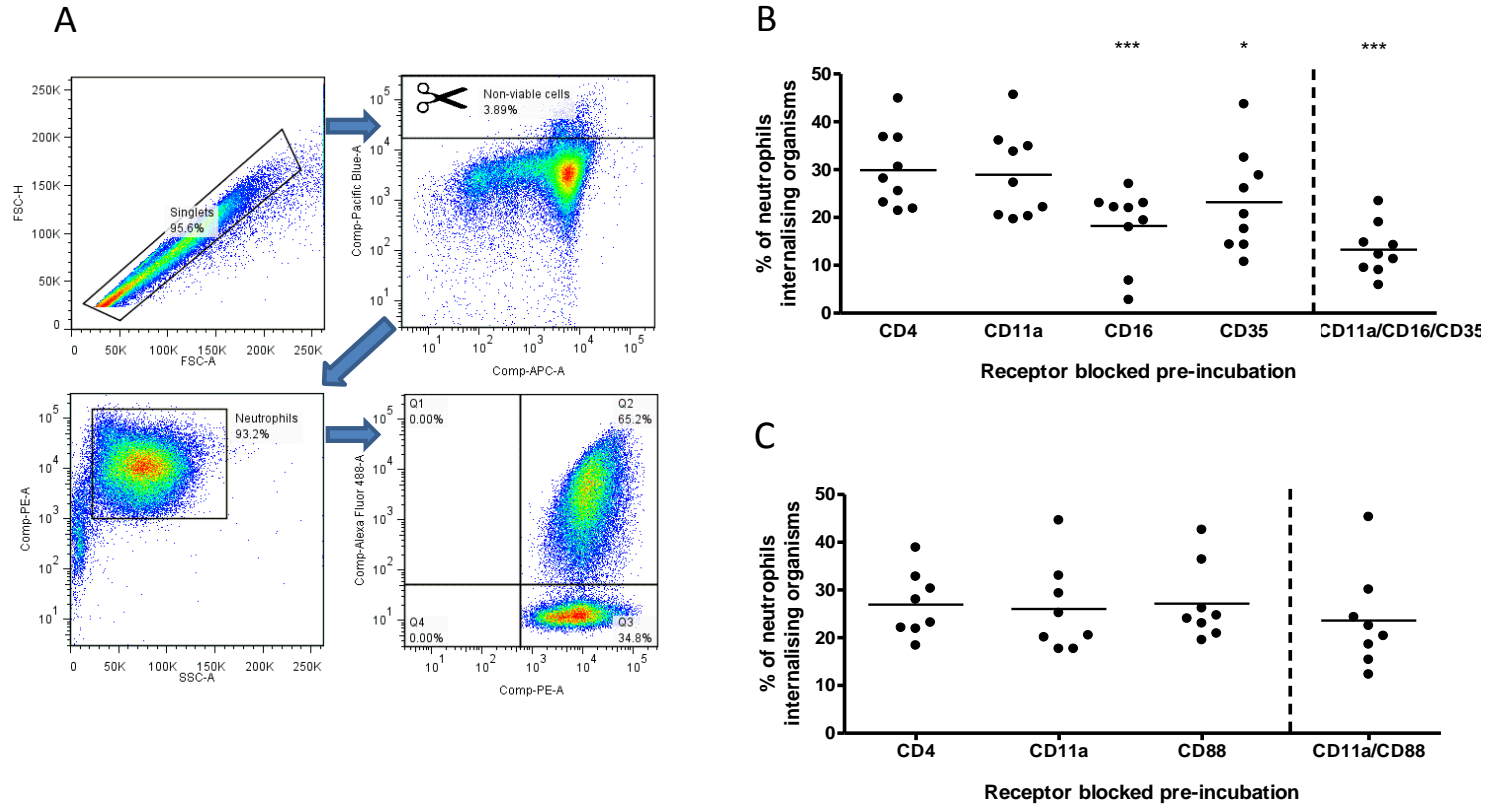 A
250K
200K
150K
100K
50K
0
FSC-H
Singlets
95.6%
0 50K 100K 150K 200K 250K
FSC-A
10^5
10^4
10^3
10^2
10^1
Comp-Pacific Blue-A
Non-viable cells
3.89%
10^1 10^2 10^3 10^4 10^5
Comp-APC-A
10^5
10^4
10^3
10^2
10^1
Comp-PE-A
Neutrophils
93.2%
0 50K 100K 150K 200K 250K
SSC-A
10^5
10^4
10^3
10^2
10^1
Comp-Alexa Fluor 488-A
Q1
0.00%
Q2
65.2%
Q4
0.00%
Q3
34.8%
10^1 10^2 10^3 10^4 10^5
Comp-PE-A
B
*** * ***
50
40
30
20
10
0
% of neutrophils
internalising organisms
CD4 CD11a CD16 CD35 CD11a/CD16/CD35
Receptor blocked pre-incubation
C
50
40
30
20
10
0
% of neutrophils
internalising organisms
CD4 CD11a CD88 CD11a/CD88
Receptor blocked pre-incubation